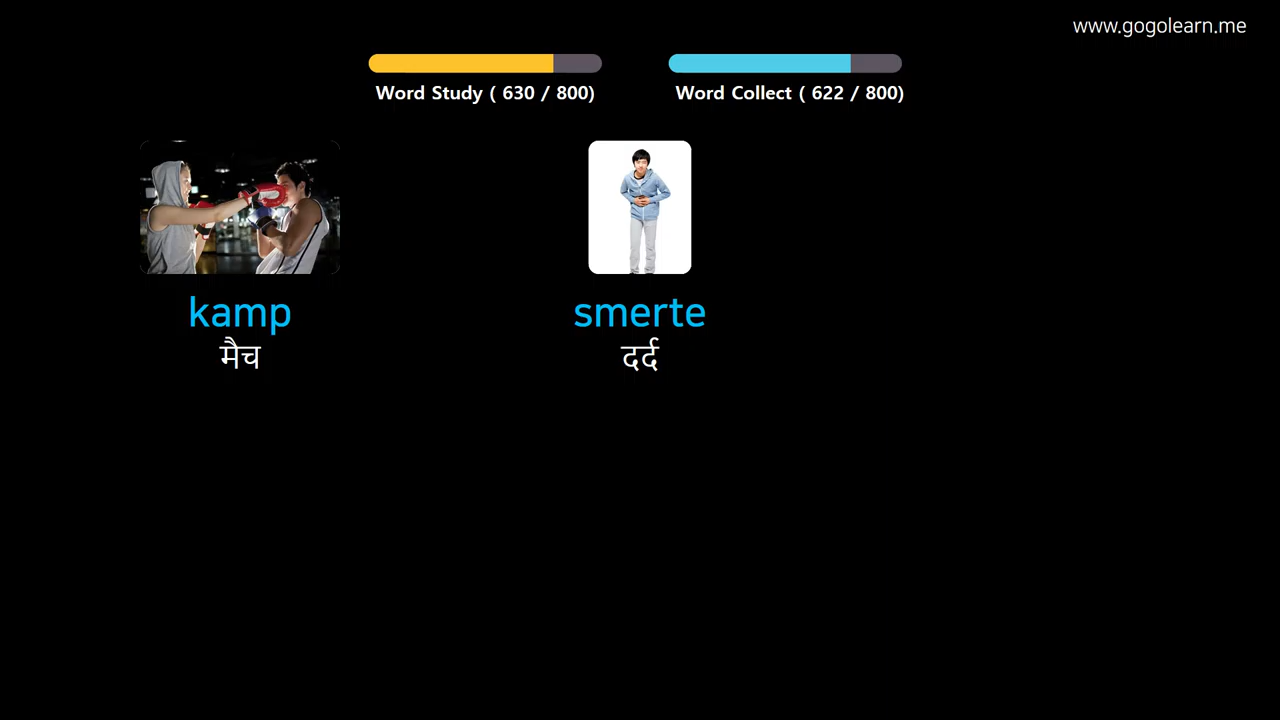 www.gogolearn.me
Word Study ( 630 / 800)
Word Collect ( 622 / 800)
kamp
मैच
smerte
दर्द